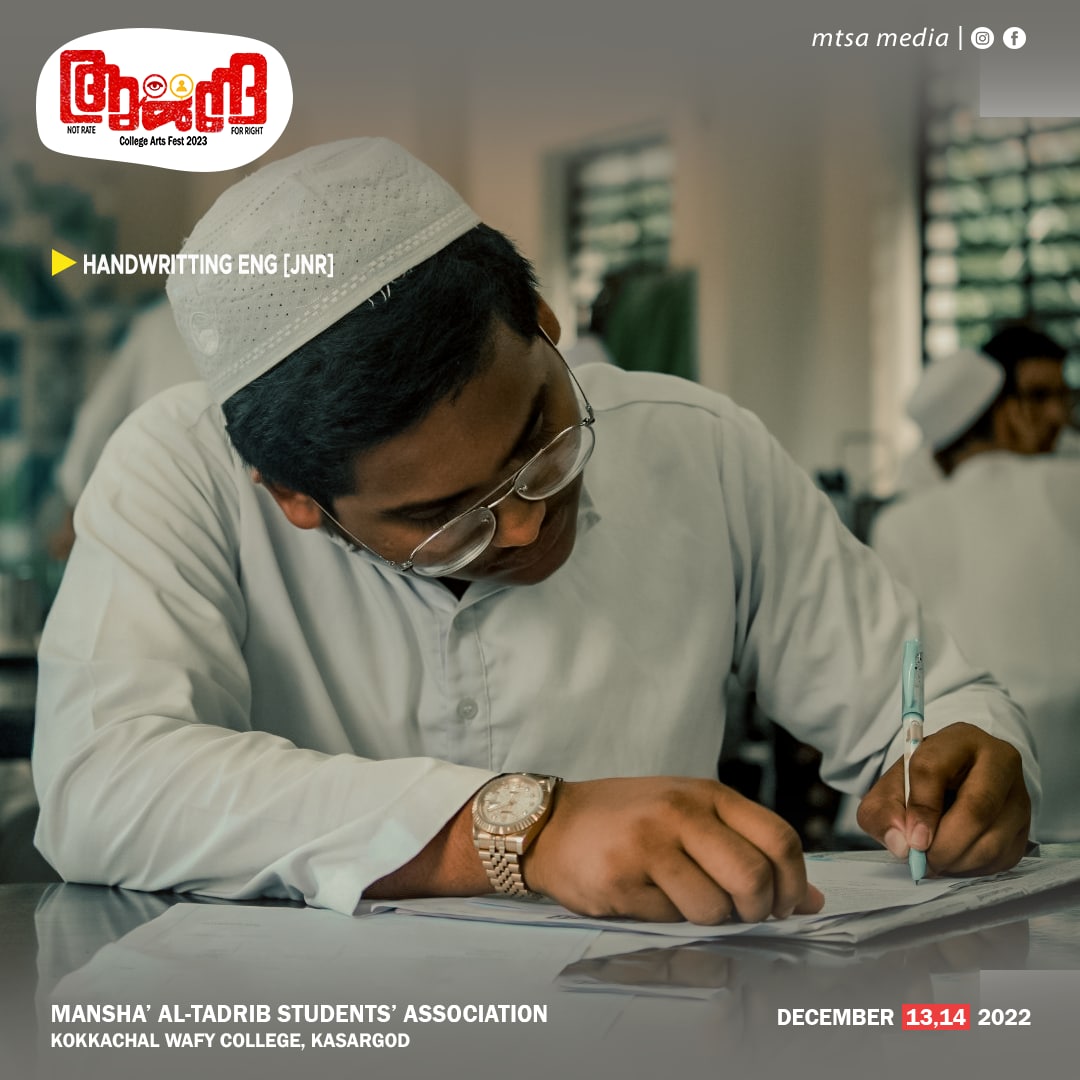 mtsa media |
NOT RATE
FOR RIGHT
College Arts Fest 2023
HANDWRITTING ENG [JNR]
MANSHA’ AL-TADRIB STUDENTS’ ASSOCIATION
KOKKACHAL WAFY COLLEGE, KASARGOD
DECEMBER 13,14 2022